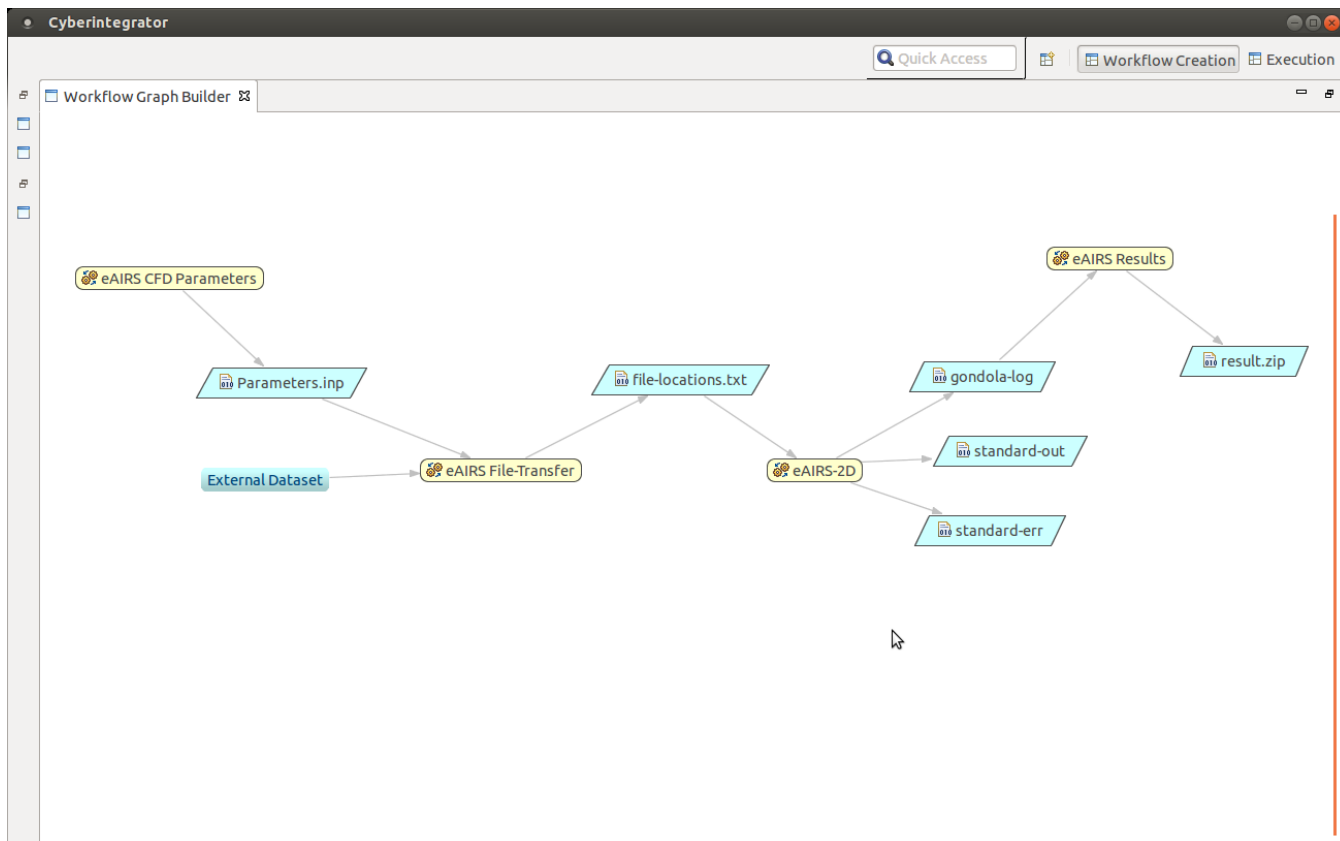 Cyberintegrator
Quick Access
Workflow Creation
Execution
Workflow Graph Builder
eAIRS CFD Parameters
eAIRS Results
Parameters.inp
file-locations.txt
gondola-log
result.zip
External Dataset
eAIRS File-Transfer
eAIRS-2D
standard-out
standard-err